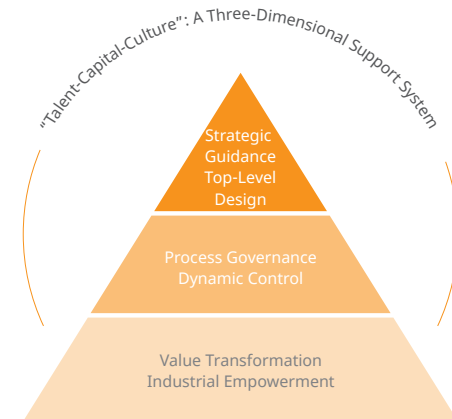 "Talent-Capital-Culture": A Three-Dimensional Support System
Strategic
Guidance
Top-Level
Design
Process Governance
Dynamic Control
Value Transformation
Industrial Empowerment